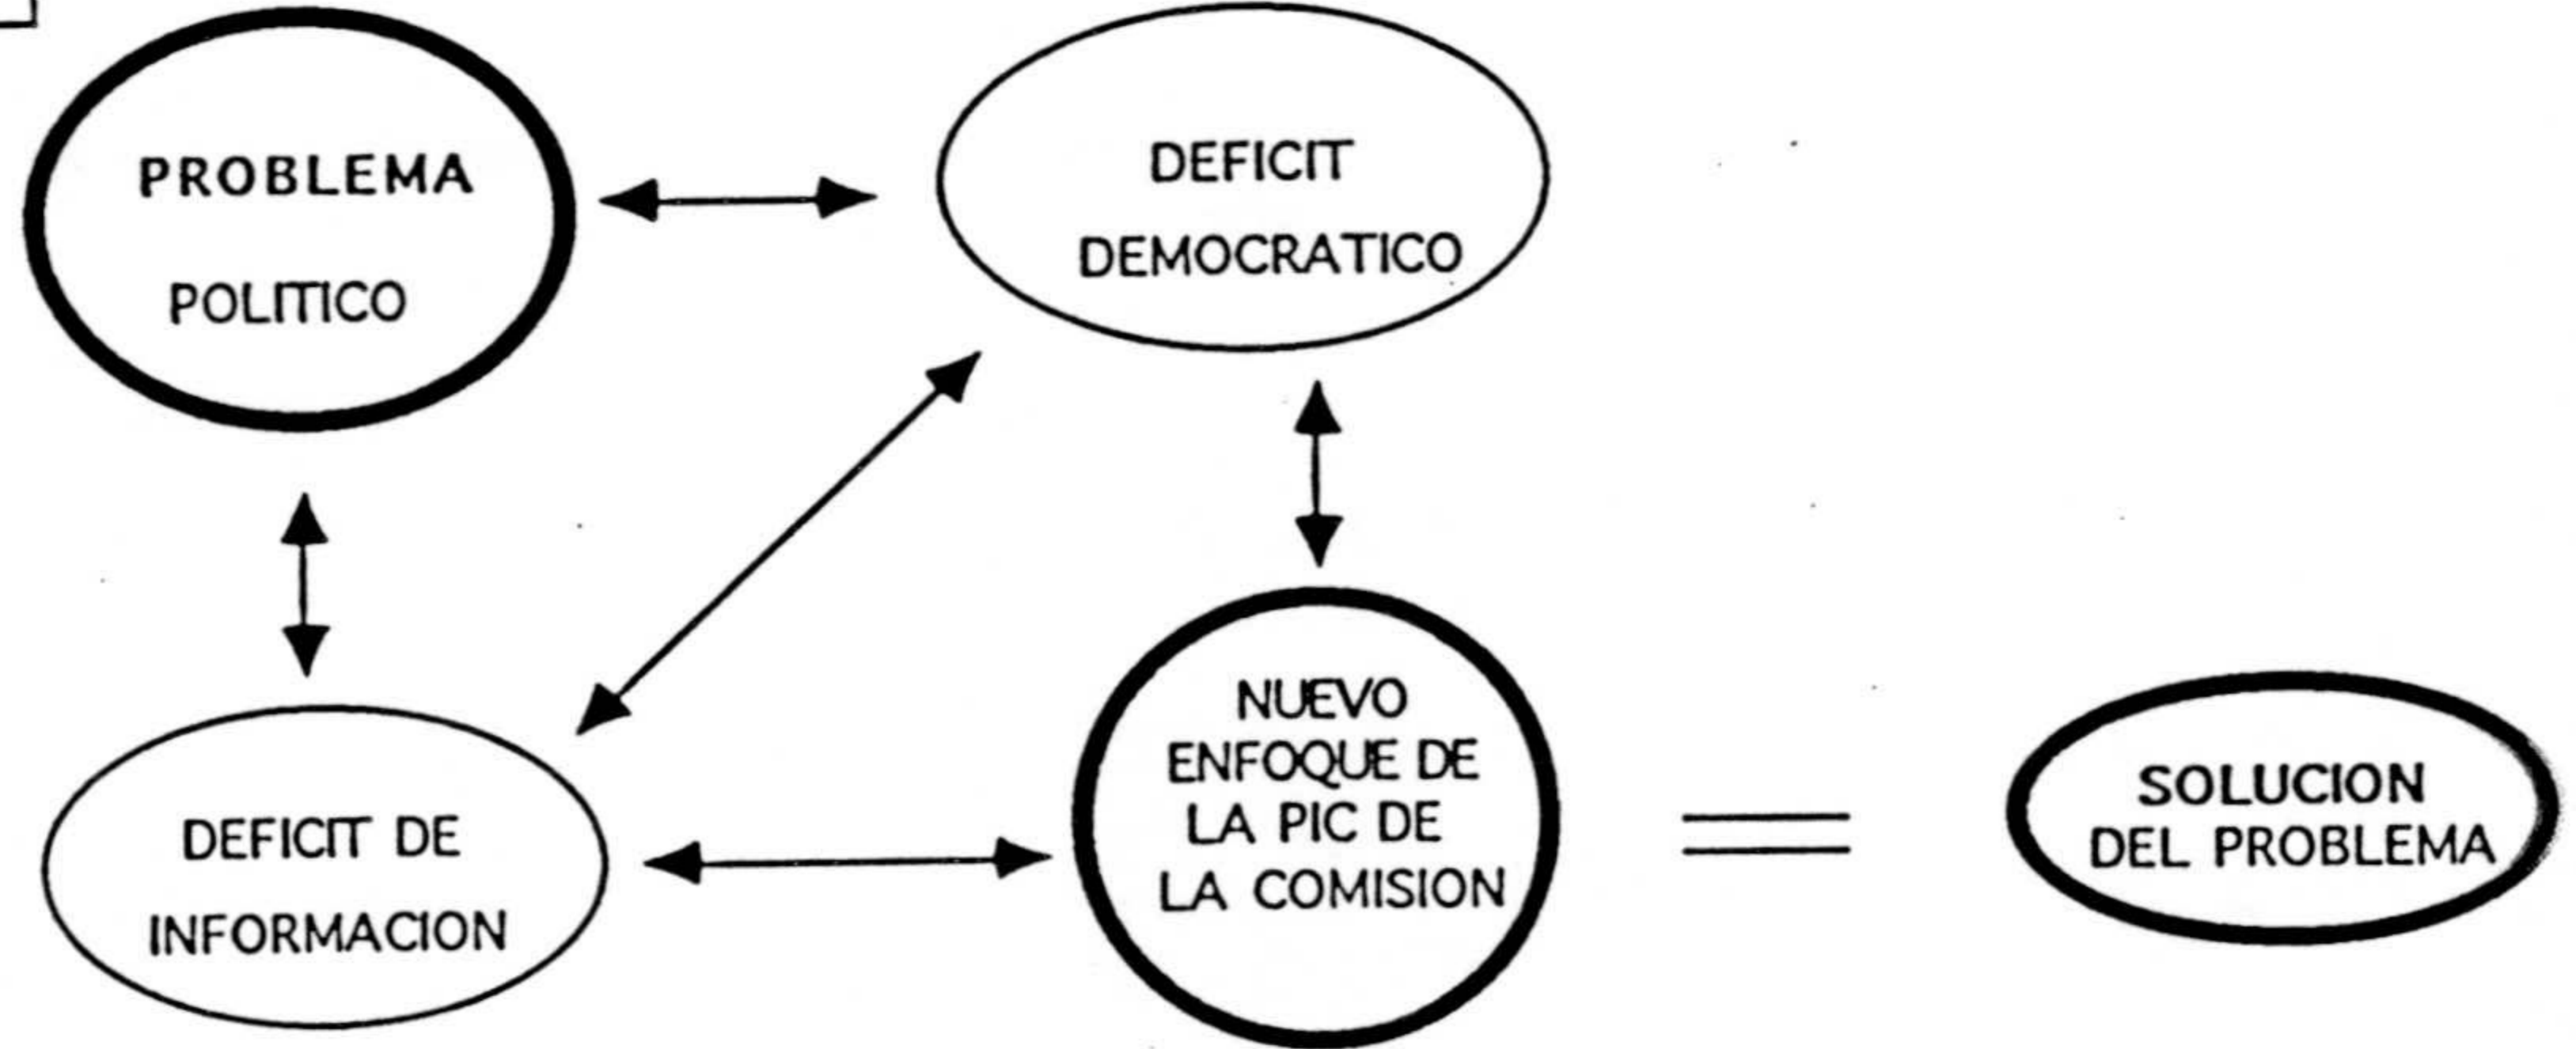 PROBLEMA
POLITICO
DEFICIT
DEMOCRATICO
DEFICIT DE
INFORMACION
NUEVO
ENFOQUE DE
LA PIC DE
LA COMISION
SOLUCION
DEL PROBLEMA